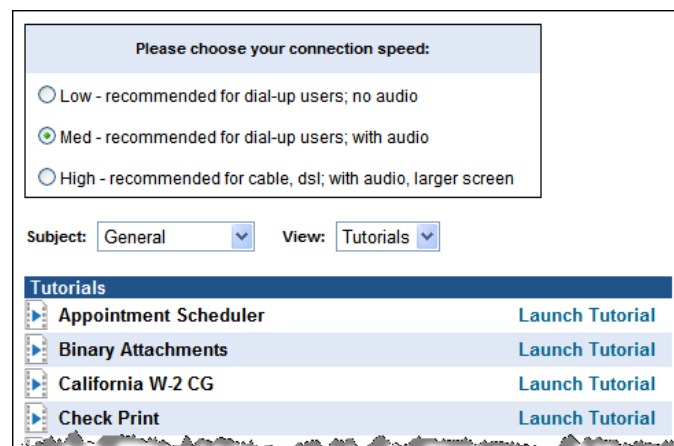 Please choose your connection speed:
Low - recommended for dial-up users; no audio
Med - recommended for dial-up users; with audio
High - recommended for cable, dsl; with audio, larger screen
Subject: General View: Tutorials
Tutorials
Appointment Scheduler Launch Tutorial
Binary Attachments Launch Tutorial
California W-2 CG Launch Tutorial
Check Print Launch Tutorial